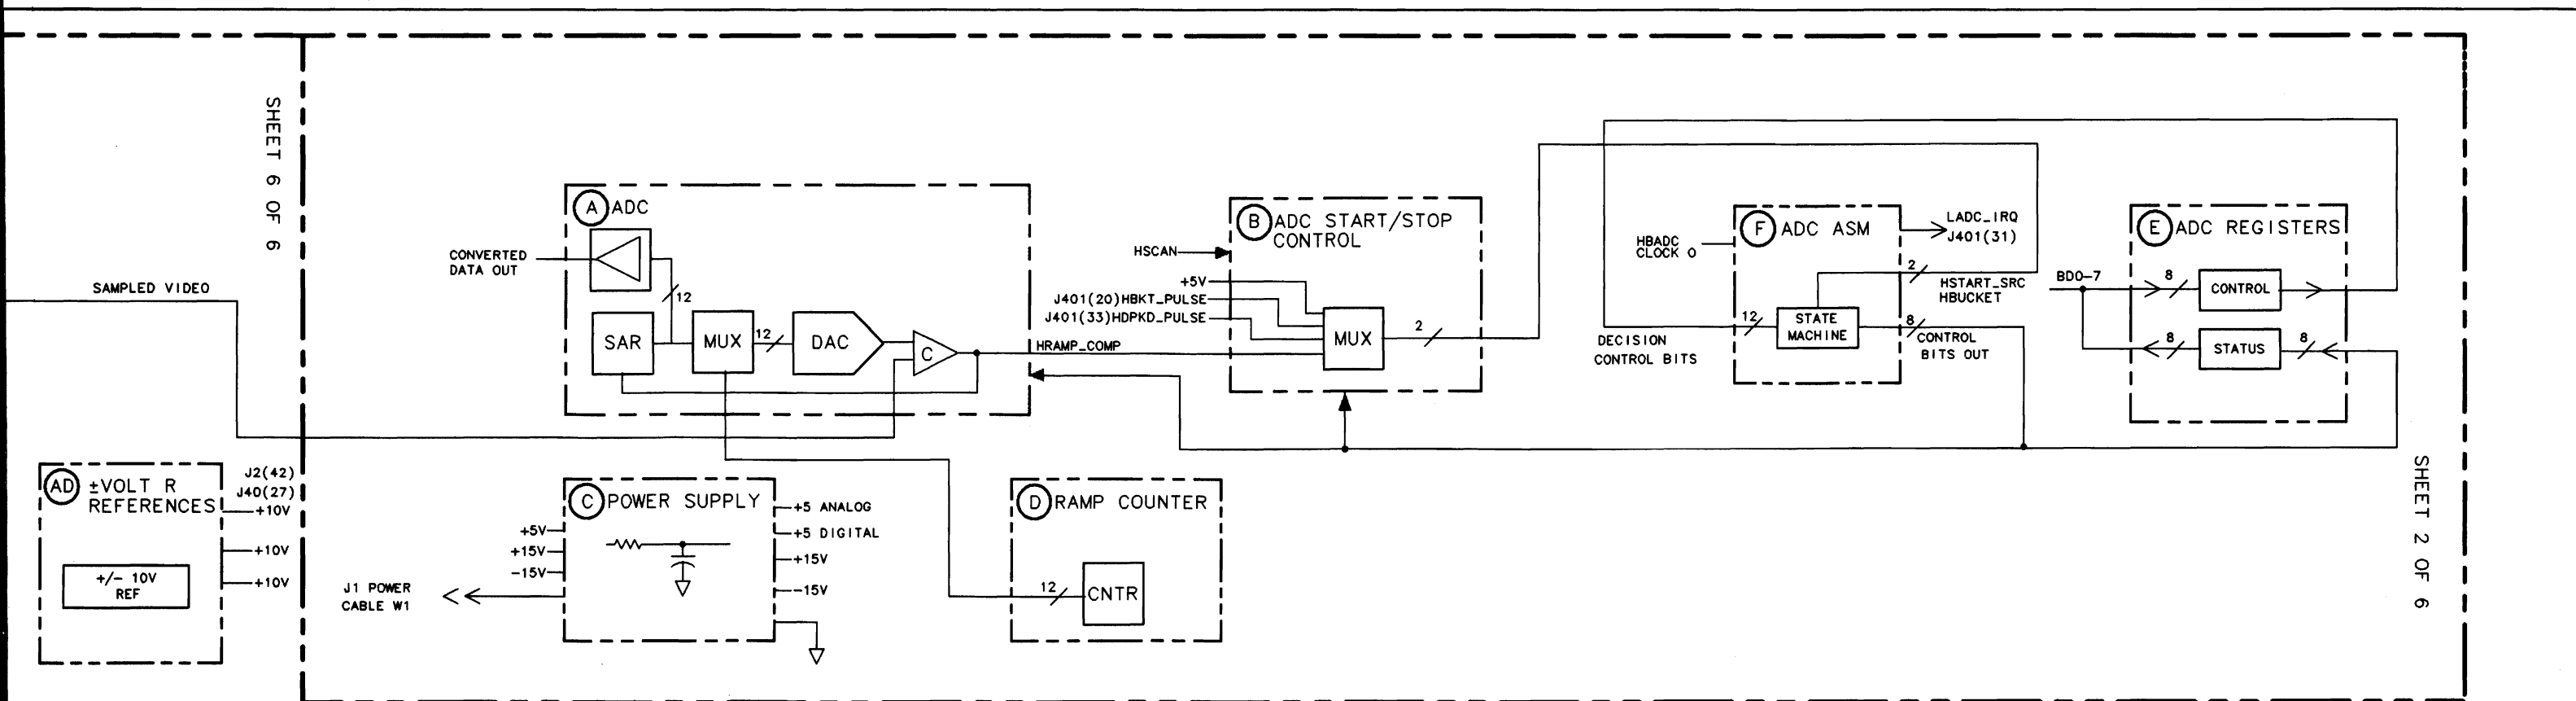 SHEET 6 OF 6
SAMPLED VIDEO
AD ±VOLT R
REFERENCES
J2(42)
J40(27)
+10V
+10V
+10V
+/- 10V
REF
A ADC
CONVERTED
DATA OUT
12
SAR
MUX
12
DAC
C
HRAMP_COMP
B ADC START/STOP
CONTROL
HSCAN
+5V
J401(20)HBKT_PULSE
J401(33)HDPKD_PULSE
MUX
2
F ADC ASM
HBADC
CLOCK 0
LADC_IRQ
J401(31)
2
HSTART_SRC
HBUCKET
12
STATE
MACHINE
8
CONTROL
BITS OUT
DECISION
CONTROL BITS
E ADC REGISTERS
BD0-7
8
CONTROL
8
STATUS
8
C POWER SUPPLY
+5V
+15V
-15V
J1 POWER
CABLE W1
+5 ANALOG
+5 DIGITAL
+15V
-15V
D RAMP COUNTER
12
CNTR
SHEET 2 OF 6